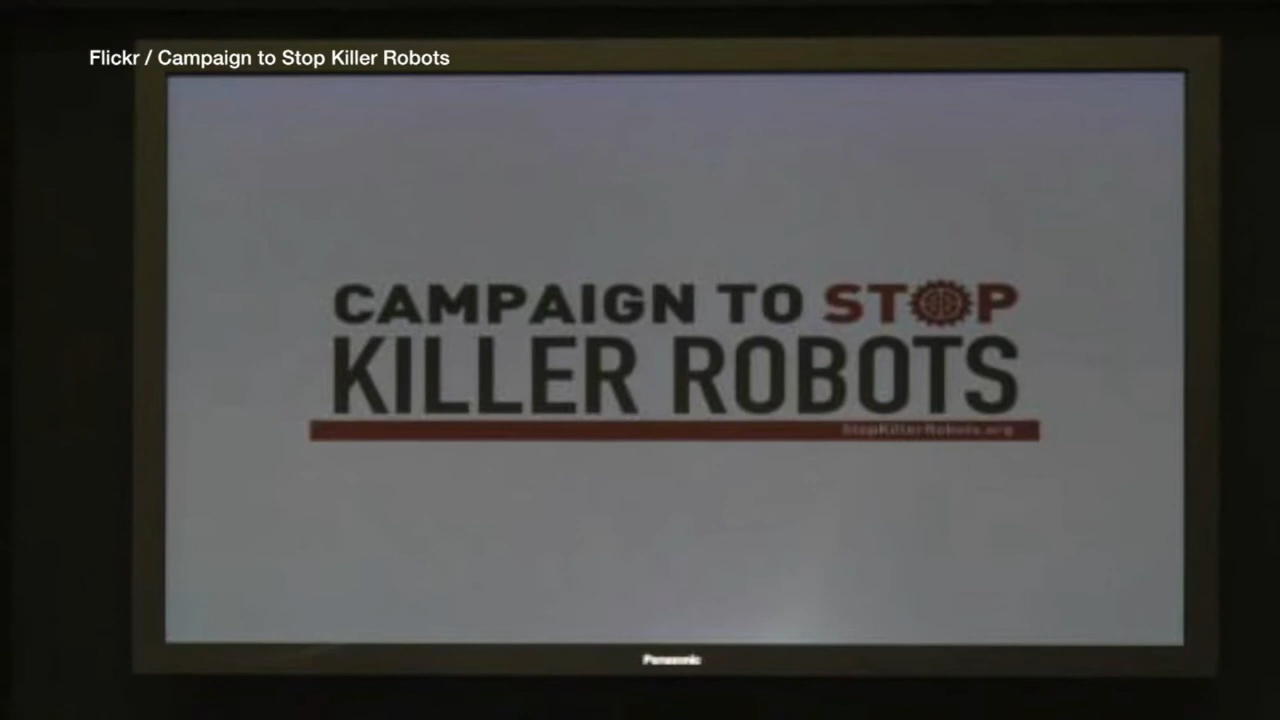 Flickr / Campaign to Stop Killer Robots
CAMPAIGN TO STOP
KILLER ROBOTS
StopKillerRobots.org
Panasonic